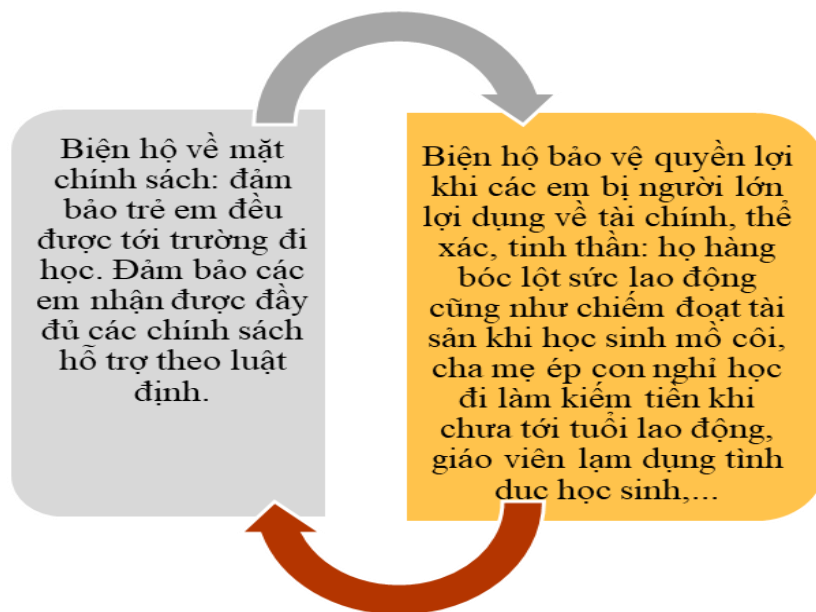 Biện hộ về mặt
chính sách: đảm
bảo trẻ em đều
được tới trường đi
học. Đảm bảo các
em nhận được đầy
đủ các chính sách
hỗ trợ theo luật
định.
Biện hộ bảo vệ quyền lợi
khi các em bị người lớn
lợi dụng về tài chính, thể
xác, tinh thần: họ hàng
bóc lột sức lao động
cũng như chiếm đoạt tài
sản khi học sinh mồ côi,
cha mẹ ép con nghỉ học
đi làm kiếm tiền khi
chưa tới tuổi lao động,
giáo viên lạm dụng tình
dục học sinh,...